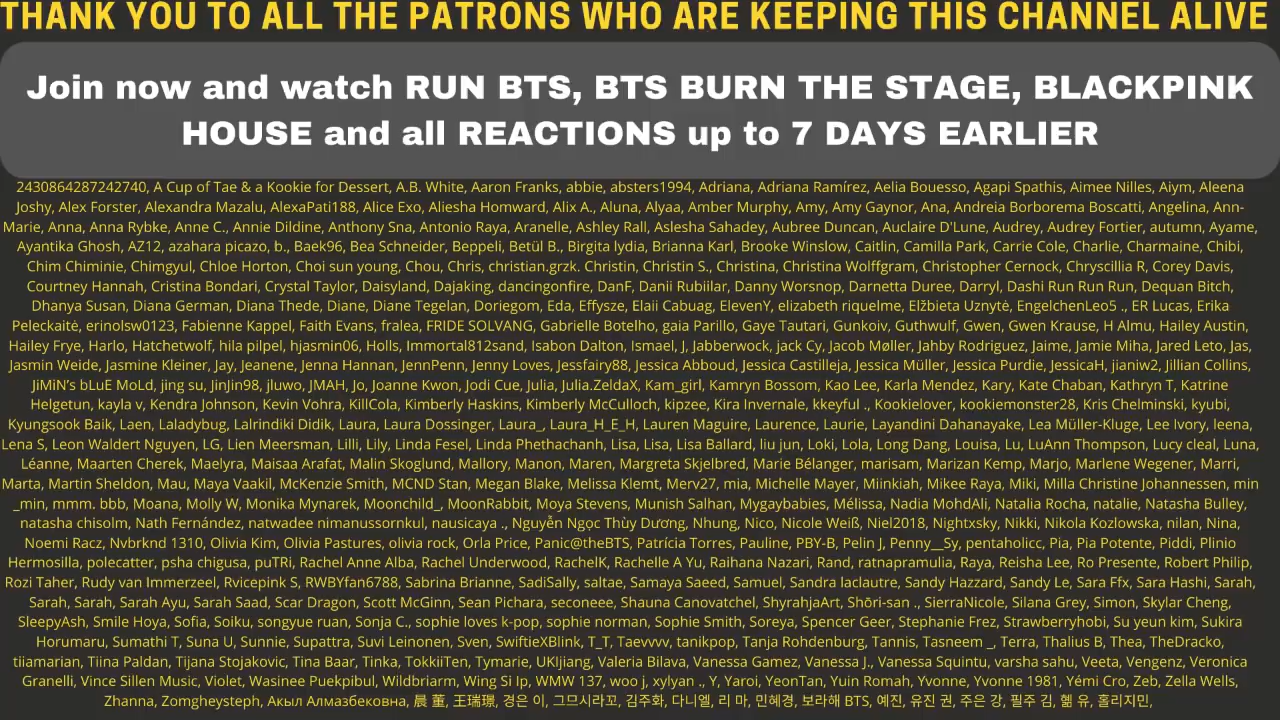 THANK YOU TO ALL THE PATRONS WHO ARE KEEPING THIS CHANNEL ALIVE
Join now and watch RUN BTS, BTS BURN THE STAGE, BLACKPINK
HOUSE and all REACTIONS up to 7 DAYS EARLIER
2430864287242740, A Cup of Tae & a Kookie for Dessert, A.B. White, Aaron Franks, abbie, absters1994, Adriana, Adriana Ramírez, Aelia Bouesso, Agapi Spathis, Aimee Nilles, Aiym, Aleena
Joshy, Alex Forster, Alexandra Mazalu, AlexaPati188, Alice Exo, Aliesha Homward, Alix A., Aluna, Alyaa, Amber Murphy, Amy, Amy Gaynor, Ana, Andreia Borborema Boscatti, Angelina, Ann-
Marie, Anna, Anna Rybke, Anne C., Annie Dildine, Anthony Sna, Antonio Raya, Aranelle, Ashley Rall, Aslesha Sahadey, Aubree Duncan, Auclaire D'Lune, Audrey, Audrey Fortier, autumn, Ayame,
Ayantika Ghosh, AZ12, azahara picazo, b., Baek96, Bea Schneider, Beppeli, Betül B., Birgita lydia, Brianna Karl, Brooke Winslow, Caitlin, Camilla Park, Carrie Cole, Charlie, Charmaine, Chibi,
Chim Chiminie, Chimgyul, Chloe Horton, Choi sun young, Chou, Chris, christian.grzk. Christin, Christin S., Christina, Christina Wolffgram, Christopher Cernock, Chryscillia R, Corey Davis,
Courtney Hannah, Cristina Bondari, Crystal Taylor, Daisyland, Dajaking, dancingonfire, DanF, Danii Rubiilar, Danny Worsnop, Darnetta Duree, Darryl, Dashi Run Run Run, Dequan Bitch,
Dhanya Susan, Diana German, Diana Thede, Diane, Diane Tegelan, Doriegom, Eda, Effysze, Elaii Cabuag, ElevenY, elizabeth riquelme, Elžbieta Uznytė, EngelchenLeo5 ., ER Lucas, Erika
Peleckaitė, erinolsw0123, Fabienne Kappel, Faith Evans, fralea, FRIDE SOLVANG, Gabrielle Botelho, gaia Parillo, Gaye Tautari, Gunkoiv, Guthwulf, Gwen, Gwen Krause, H Almu, Hailey Austin,
Hailey Frye, Harlo, Hatchetwolf, hila pilpel, hjasmin06, Holls, Immortal812sand, Isabon Dalton, Ismael, J, Jabberwock, jack Cy, Jacob Møller, Jahby Rodriguez, Jaime, Jamie Miha, Jared Leto, Jas,
Jasmin Weide, Jasmine Kleiner, Jay, Jeanene, Jenna Hannan, JennPenn, Jenny Loves, Jessfairy88, Jessica Abboud, Jessica Castilleja, Jessica Müller, Jessica Purdie, JessicaH, jianiw2, Jillian Collins,
JiMiN's bLuE MoLd, jing su, JinJin98, jluwo, JMAH, Jo, Joanne Kwon, Jodi Cue, Julia, Julia.ZeldaX, Kam_girl, Kamryn Bossom, Kao Lee, Karla Mendez, Kary, Kate Chaban, Kathryn T, Katrine
Helgetun, kayla v, Kendra Johnson, Kevin Vohra, KillCola, Kimberly Haskins, Kimberly McCulloch, kipzee, Kira Invernale, kkeyful ., Kookielover, kookiemonster28, Kris Chelminski, kyubi,
Kyungsook Baik, Laen, Laladybug, Lalrindiki Didik, Laura, Laura Dossinger, Laura_, Laura_H_E_H, Lauren Maguire, Laurence, Laurie, Layandini Dahanayake, Lea Müller-Kluge, Lee Ivory, leena,
Lena S, Leon Waldert Nguyen, LG, Lien Meersman, Lilli, Lily, Linda Fesel, Linda Phethachanh, Lisa, Lisa, Lisa Ballard, liu jun, Loki, Lola, Long Dang, Louisa, Lu, LuAnn Thompson, Lucy cleal, Luna,
Léanne, Maarten Cherek, Maelyra, Maisaa Arafat, Malin Skoglund, Mallory, Manon, Maren, Margreta Skjelbred, Marie Bélanger, marisam, Marizan Kemp, Marjo, Marlene Wegener, Marri,
Marta, Martin Sheldon, Mau, Maya Vaakil, McKenzie Smith, MCND Stan, Megan Blake, Melissa Klemt, Merv27, mia, Michelle Mayer, Miinkiah, Mikee Raya, Miki, Milla Christine Johannessen, min
_min, mmm. bbb, Moana, Molly W, Monika Mynarek, Moonchild_, MoonRabbit, Moya Stevens, Munish Salhan, Mygaybabies, Mélissa, Nadia MohdAli, Natalia Rocha, natalie, Natasha Bulley,
natasha chisolm, Nath Fernández, natwadee nimanussornkul, nausicaya ., Nguyễn Ngọc Thùy Dương, Nhung, Nico, Nicole Weiß, Niel2018, Nightxsky, Nikki, Nikola Kozlowska, nilan, Nina,
Noemi Racz, Nvbrknd 1310, Olivia Kim, Olivia Pastures, olivia rock, Orla Price, Panic@theBTS, Patrícia Torres, Pauline, PBY-B, Pelin J, Penny__Sy, pentaholicc, Pia, Pia Potente, Piddi, Plinio
Hermosilla, polecatter, psha chigusa, puTRi, Rachel Anne Alba, Rachel Underwood, RachelK, Rachelle A Yu, Raihana Nazari, Rand, ratnapramulia, Raya, Reisha Lee, Ro Presente, Robert Philip,
Rozi Taher, Rudy van Immerzeel, Rvicepink S, RWBYfan6788, Sabrina Brianne, SadiSally, saltae, Samaya Saeed, Samuel, Sandra Iaclautre, Sandy Hazzard, Sandy Le, Sara Ffx, Sara Hashi, Sarah,
Sarah, Sarah, Sarah Ayu, Sarah Saad, Scar Dragon, Scott McGinn, Sean Pichara, seconeee, Shauna Canovatchel, ShyrahjaArt, Shōri-san ., SierraNicole, Silana Grey, Simon, Skylar Cheng,
SleepyAsh, Smile Hoya, Sofia, Soiku, songyue ruan, Sonja C., sophie loves k-pop, sophie norman, Sophie Smith, Soreya, Spencer Geer, Stephanie Frez, Strawberryhobi, Su yeun kim, Sukira
Horumaru, Sumathi T, Suna U, Sunnie, Supattra, Suvi Leinonen, Sven, SwiftieXBlink, T_T, Taevvvv, tanikpop, Tanja Rohdenburg, Tannis, Tasneem _, Terra, Thalius B, Thea, TheDracko,
tiiamarian, Tiina Paldan, Tijana Stojakovic, Tina Baar, Tinka, TokkiiTen, Tymarie, UKIjiang, Valeria Bilava, Vanessa Gamez, Vanessa J., Vanessa Squintu, varsha sahu, Veeta, Vengenz, Veronica
Granelli, Vince Sillen Music, Violet, Wasinee Puekpibul, Wildbriarm, Wing Si Ip, WMW 137, woo j, xylyan ., Y, Yaroi, YeonTan, Yuin Romah, Yvonne, Yvonne 1981, Yémi Cro, Zeb, Zella Wells,
Zhanna, Zomgheysteph, Акыл Алмазбековна, 晨 董, 王瑞璟, 경은 이, 그므시라꼬, 김주화, 다니엘, 리 마, 민혜경, 보라해 BTS, 예진, 유진 권, 주은 강, 필주 김, 혬 유, 홀리지민,